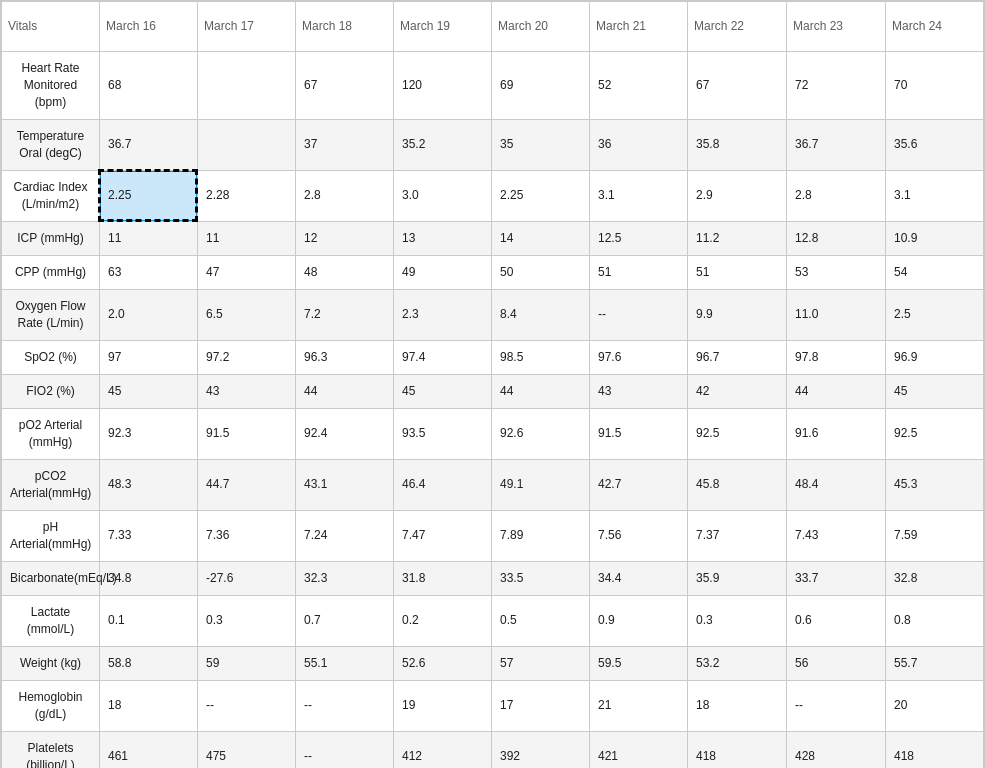 Vitals March 16 March 17 March 18 March 19 March 20 March 21 March 22 March 23 March 24
Heart Rate
Monitored
(bpm)
68 67 120 69 52 67 72 70
Temperature
Oral (degC)
36.7 37 35.2 35 36 35.8 36.7 35.6
Cardiac Index
(L/min/m2)
2.25 2.28 2.8 3.0 2.25 3.1 2.9 2.8 3.1
ICP (mmHg) 11 11 12 13 14 12.5 11.2 12.8 10.9
CPP (mmHg) 63 47 48 49 50 51 51 53 54
Oxygen Flow
Rate (L/min)
2.0 6.5 7.2 2.3 8.4 -- 9.9 11.0 2.5
SpO2 (%) 97 97.2 96.3 97.4 98.5 97.6 96.7 97.8 96.9
FIO2 (%) 45 43 44 45 44 43 42 44 45
pO2 Arterial
(mmHg)
92.3 91.5 92.4 93.5 92.6 91.5 92.5 91.6 92.5
pCO2
Arterial(mmHg)
48.3 44.7 43.1 46.4 49.1 42.7 45.8 48.4 45.3
pH
Arterial(mmHg)
7.33 7.36 7.24 7.47 7.89 7.56 7.37 7.43 7.59
Bicarbonate(mEq/L) 34.8 -27.6 32.3 31.8 33.5 34.4 35.9 33.7 32.8
Lactate
(mmol/L)
0.1 0.3 0.7 0.2 0.5 0.9 0.3 0.6 0.8
Weight (kg) 58.8 59 55.1 52.6 57 59.5 53.2 56 55.7
Hemoglobin
(g/dL)
18 -- -- 19 17 21 18 -- 20
Platelets
(billion/L)
461 475 -- 412 392 421 418 428 418